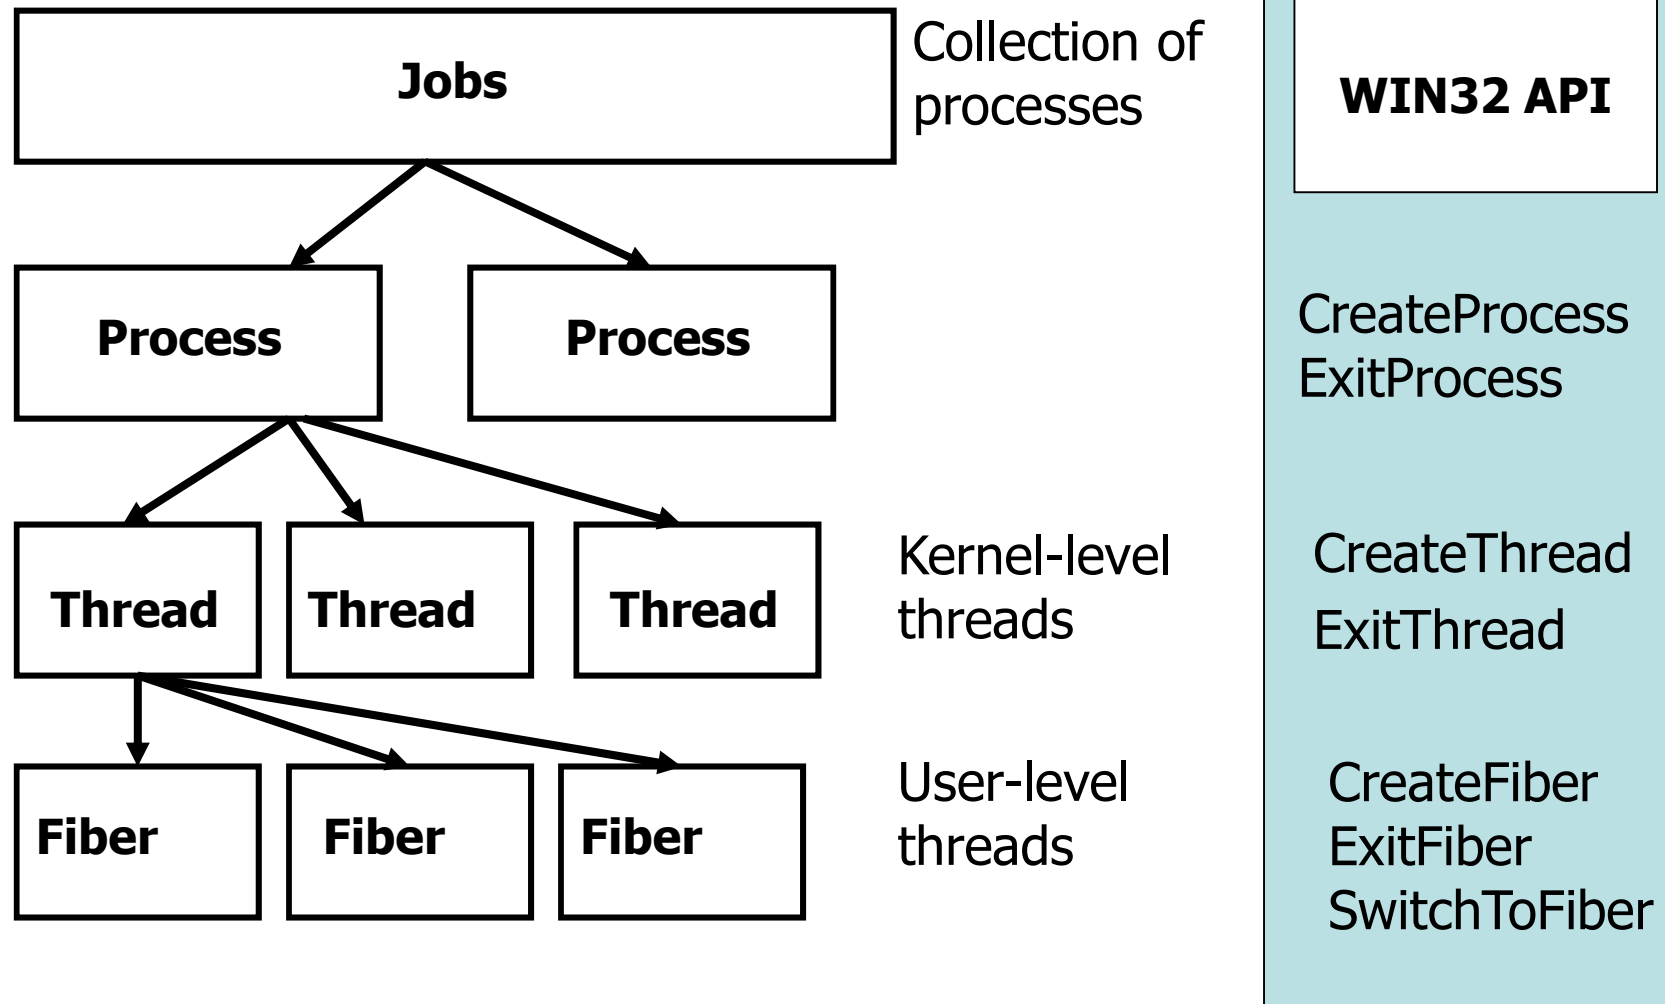 Jobs
Collection of
processes
WIN32 API
Process
Process
CreateProcess
ExitProcess
Thread
Thread
Thread
Kernel-level
threads
CreateThread
ExitThread
Fiber
Fiber
Fiber
User-level
threads
CreateFiber
ExitFiber
SwitchToFiber